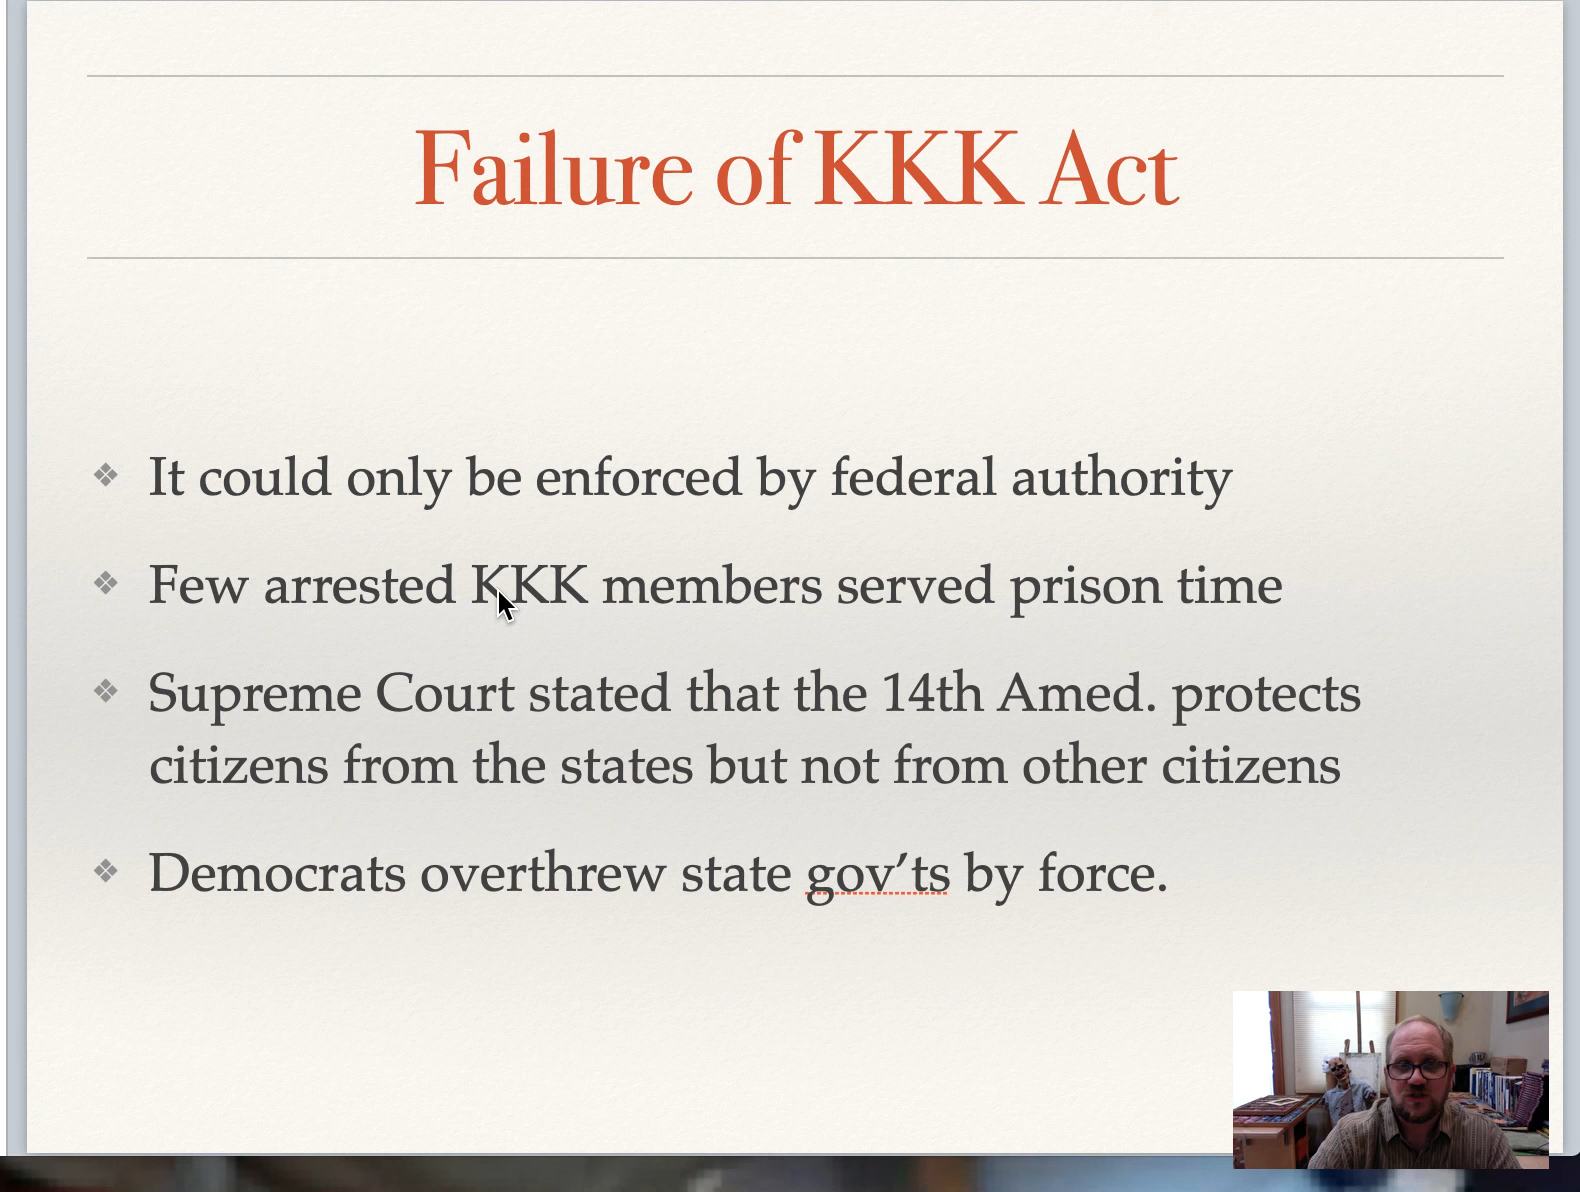 Failure of KKK Act
It could only be enforced by federal authority
Few arrested KKK members served prison time
Supreme Court stated that the 14th Amed. protects
citizens from the states but not from other citizens
Democrats overthrew state gov’ts by force.